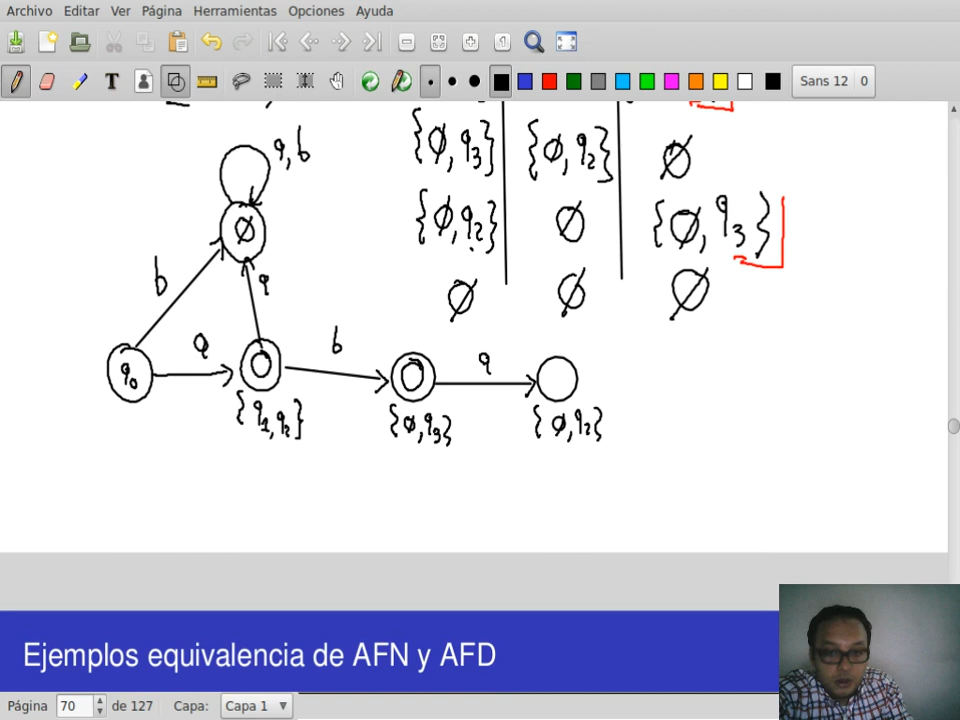 Archivo Editar Ver Página Herramientas Opciones Ayuda
T Sans 12 0
{∅, q3} {∅, q2} ∅
{∅, q2} ∅ {∅, q3}
∅ ∅ ∅
a, b
∅
b a
q0 a b a
{q1, q2} {∅, q3} {∅, q2}
Ejemplos equivalencia de AFN y AFD
Página 70 de 127 Capa: Capa 1